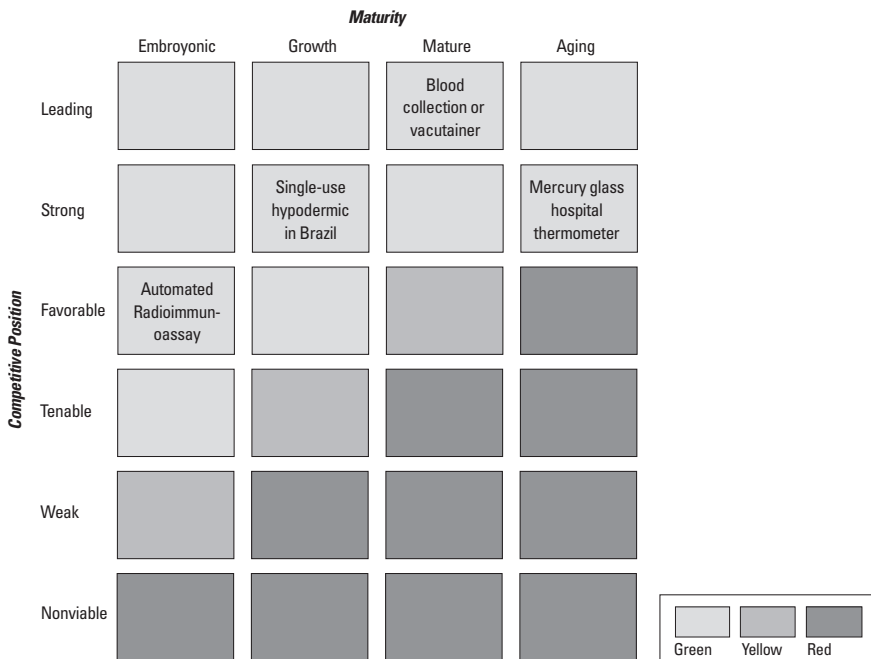 Maturity
Embroyonic Growth Mature Aging
Leading
Blood
collection or
vacutainer
Strong
Single-use
hypodermic
in Brazil
Mercury glass
hospital
thermometer
Competitive Position
Favorable
Automated
Radioimmun-
oassay
Tenable
Weak
Nonviable
Green Yellow Red